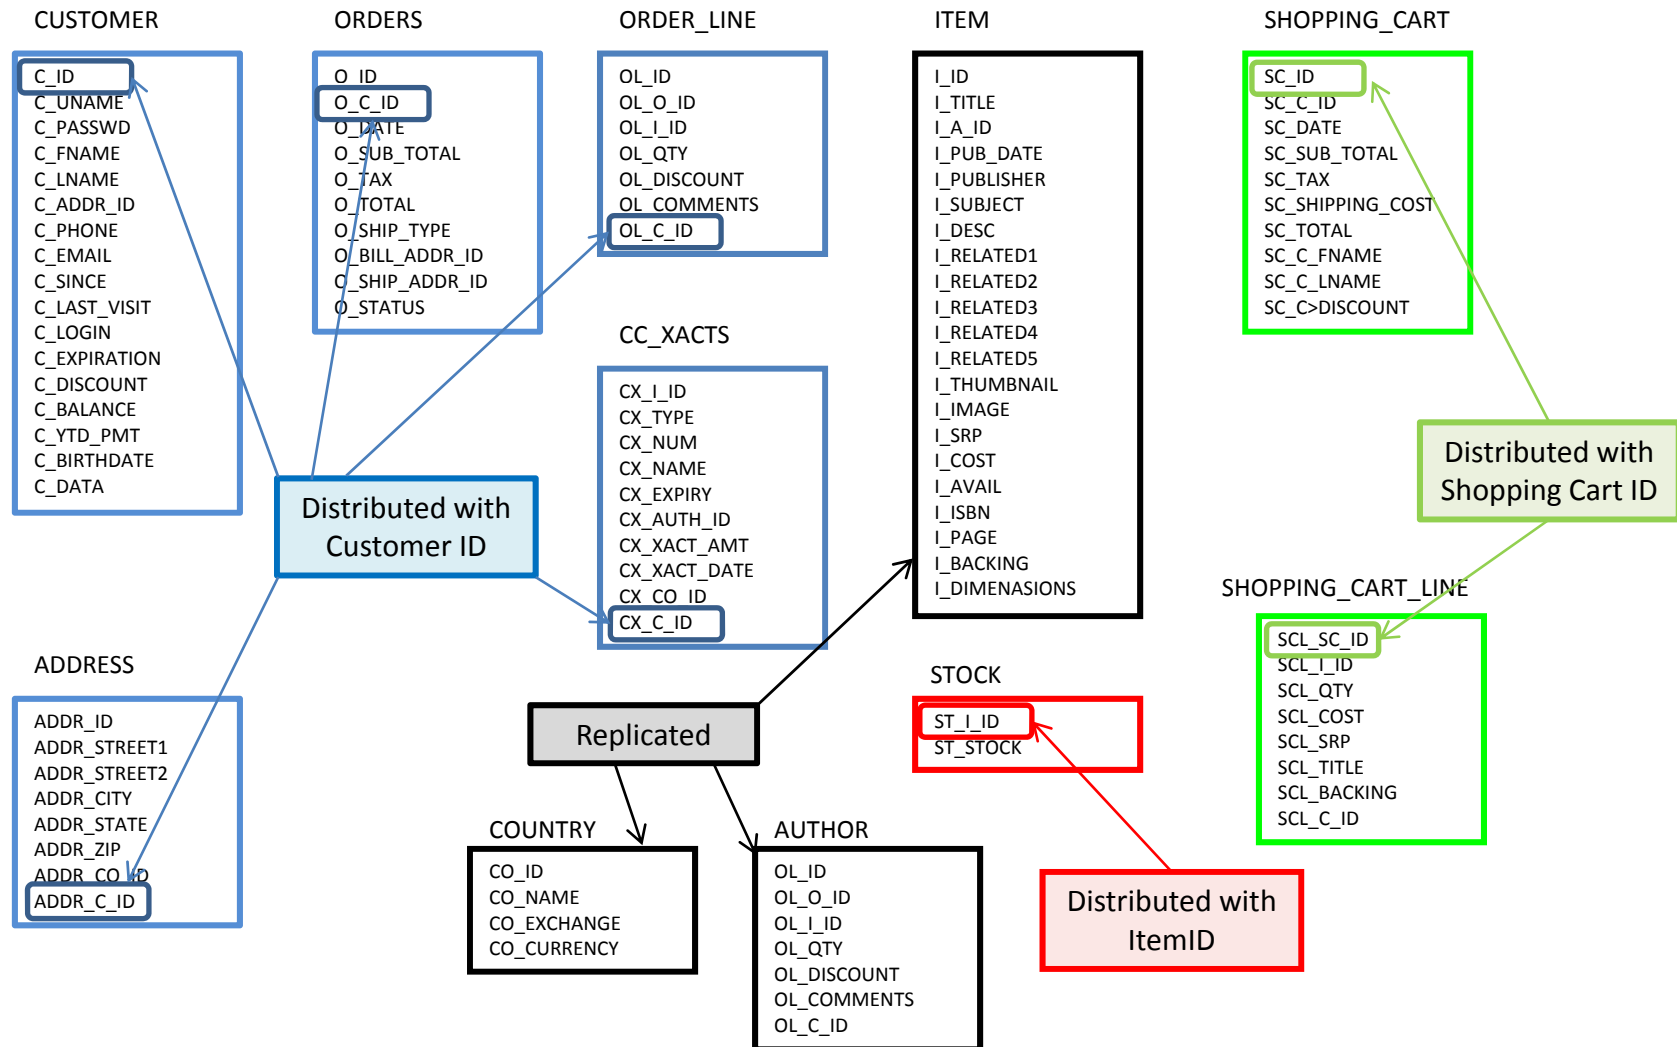 CUSTOMER
C_ID
C_UNAME
C_PASSWD
C_FNAME
C_LNAME
C_ADDR_ID
C_PHONE
C_EMAIL
C_SINCE
C_LAST_VISIT
C_LOGIN
C_EXPIRATION
C_DISCOUNT
C_BALANCE
C_YTD_PMT
C_BIRTHDATE
C_DATA
ORDERS
O_ID
O_C_ID
O_DATE
O_SUB_TOTAL
O_TAX
O_TOTAL
O_SHIP_TYPE
O_BILL_ADDR_ID
O_SHIP_ADDR_ID
O_STATUS
ORDER_LINE
OL_ID
OL_O_ID
OL_I_ID
OL_QTY
OL_DISCOUNT
OL_COMMENTS
OL_C_ID
CC_XACTS
CX_I_ID
CX_TYPE
CX_NUM
CX_NAME
CX_EXPIRY
CX_AUTH_ID
CX_XACT_AMT
CX_XACT_DATE
CX_CO_ID
CX_C_ID
ITEM
I_ID
I_TITLE
I_A_ID
I_PUB_DATE
I_PUBLISHER
I_SUBJECT
I_DESC
I_RELATED1
I_RELATED2
I_RELATED3
I_RELATED4
I_RELATED5
I_THUMBNAIL
I_IMAGE
I_SRP
I_COST
I_AVAIL
I_ISBN
I_PAGE
I_BACKING
I_DIMENASIONS
SHOPPING_CART
SC_ID
SC_C_ID
SC_DATE
SC_SUB_TOTAL
SC_TAX
SC_SHIPPING_COST
SC_TOTAL
SC_C_FNAME
SC_C_LNAME
SC_C>DISCOUNT
Distributed with
Customer ID
Distributed with
Shopping Cart ID
SHOPPING_CART_LINE
SCL_SC_ID
SCL_I_ID
SCL_QTY
SCL_COST
SCL_SRP
SCL_TITLE
SCL_BACKING
SCL_C_ID
ADDRESS
ADDR_ID
ADDR_STREET1
ADDR_STREET2
ADDR_CITY
ADDR_STATE
ADDR_ZIP
ADDR_CO_ID
ADDR_C_ID
Replicated
STOCK
ST_I_ID
ST_STOCK
COUNTRY
CO_ID
CO_NAME
CO_EXCHANGE
CO_CURRENCY
AUTHOR
OL_ID
OL_O_ID
OL_I_ID
OL_QTY
OL_DISCOUNT
OL_COMMENTS
OL_C_ID
Distributed with
ItemID